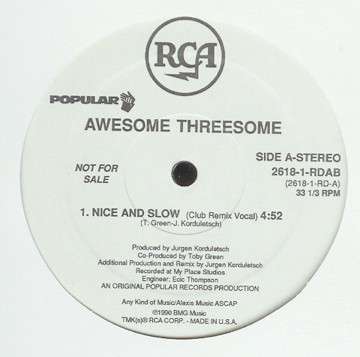 RCA
POPULAR
AWESOME THREESOME
NOT FOR SALE
SIDE A-STEREO
2618-1-RDAB
(2618-1-RD-A)
33 1/3 RPM
1. NICE AND SLOW (Club Remix Vocal) 4:52
(T. Green-J. Korduletsch)
Produced by Jurgen Korduletsch
Co-Produced by Toby Green
Additional Production and Remix by Jurgen Korduletsch
Recorded at My Place Studios
Engineer: Eric Thompson
AN ORIGINAL POPULAR RECORDS PRODUCTION
Any Kind of Music/Alexis Music ASCAP
℗1990 BMG Music
TMK(s)® RCA CORP. - MADE IN U.S.A.